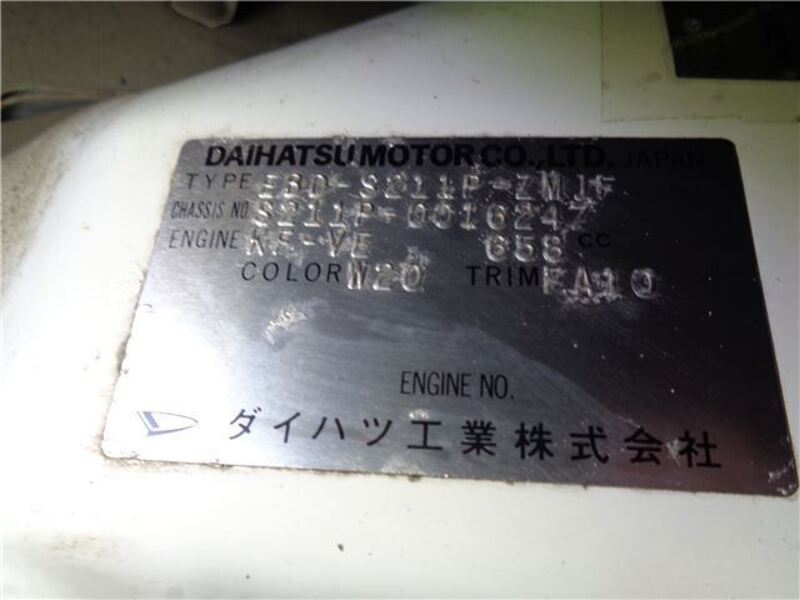 DAIHATSU MOTOR CO., LTD. JAPAN
TYPE EBD-S211P-ZMJF
CHASSIS NO. S211P-0016247
ENGINE KF-VE 658 CC
COLOR W20 TRIM FA10
ENGINE NO.
ダイハツ工業株式会社